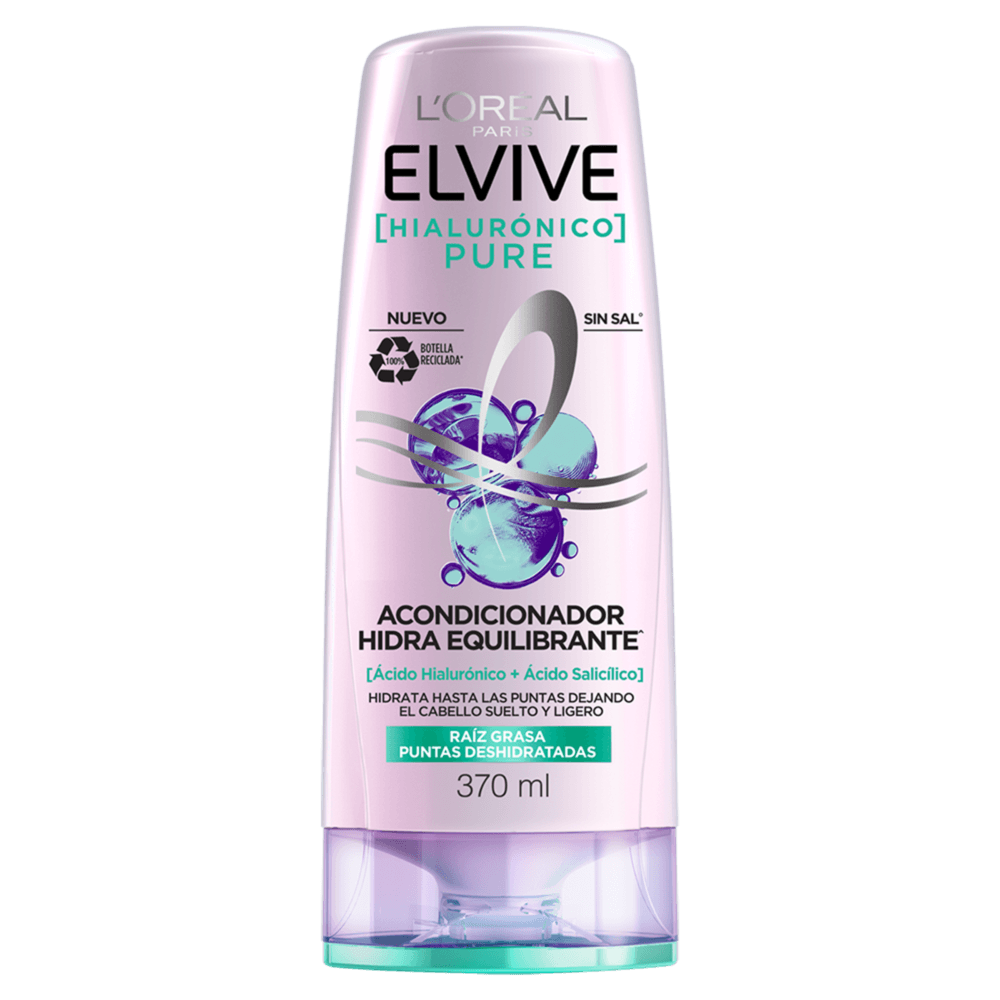 L'ORÉAL
PARIS
ELVIVE
[HIALURÓNICO]
PURE
NUEVO
SIN SAL°
100%
BOTELLA
RECICLADA*
ACONDICIONADOR
HIDRA EQUILIBRANTE^
[Ácido Hialurónico + Ácido Salicílico]
HIDRATA HASTA LAS PUNTAS DEJANDO
EL CABELLO SUELTO Y LIGERO
RAÍZ GRASA
PUNTAS DESHIDRATADAS
370 ml